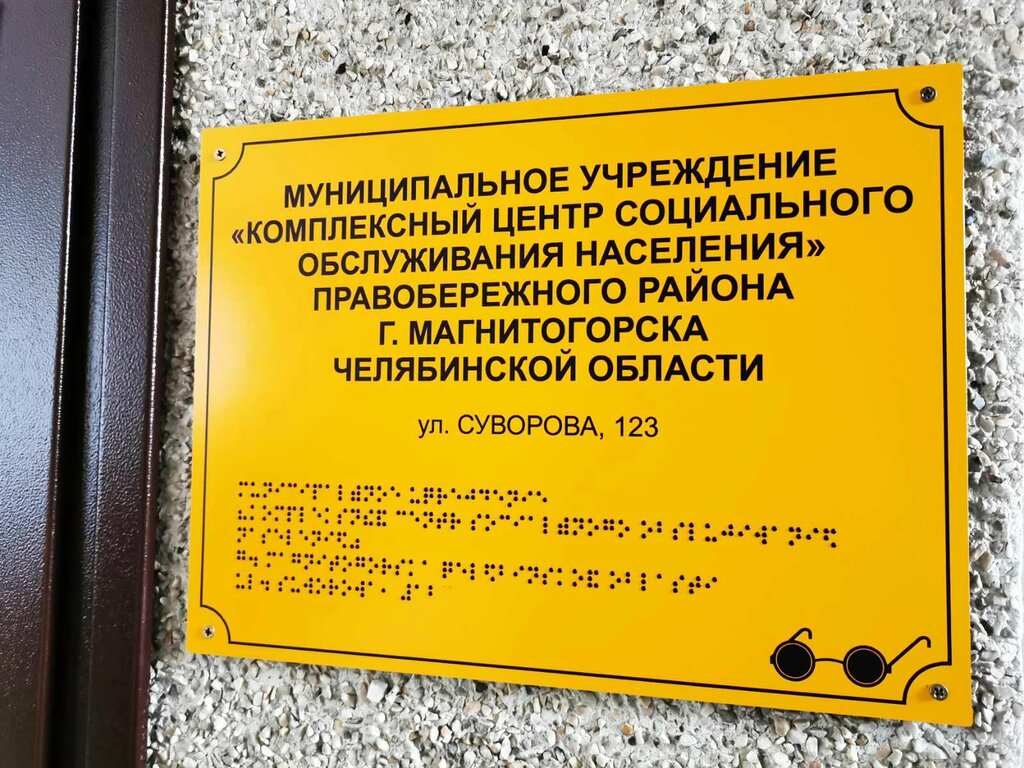 МУНИЦИПАЛЬНОЕ УЧРЕЖДЕНИЕ
«КОМПЛЕКСНЫЙ ЦЕНТР СОЦИАЛЬНОГО
ОБСЛУЖИВАНИЯ НАСЕЛЕНИЯ»
ПРАВОБЕРЕЖНОГО РАЙОНА
Г. МАГНИТОГОРСКА
ЧЕЛЯБИНСКОЙ ОБЛАСТИ
ул. СУВОРОВА, 123